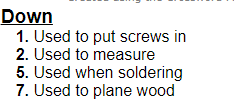 Down
1. Used to put screws in
2. Used to measure
5. Used when soldering
7. Used to plane wood